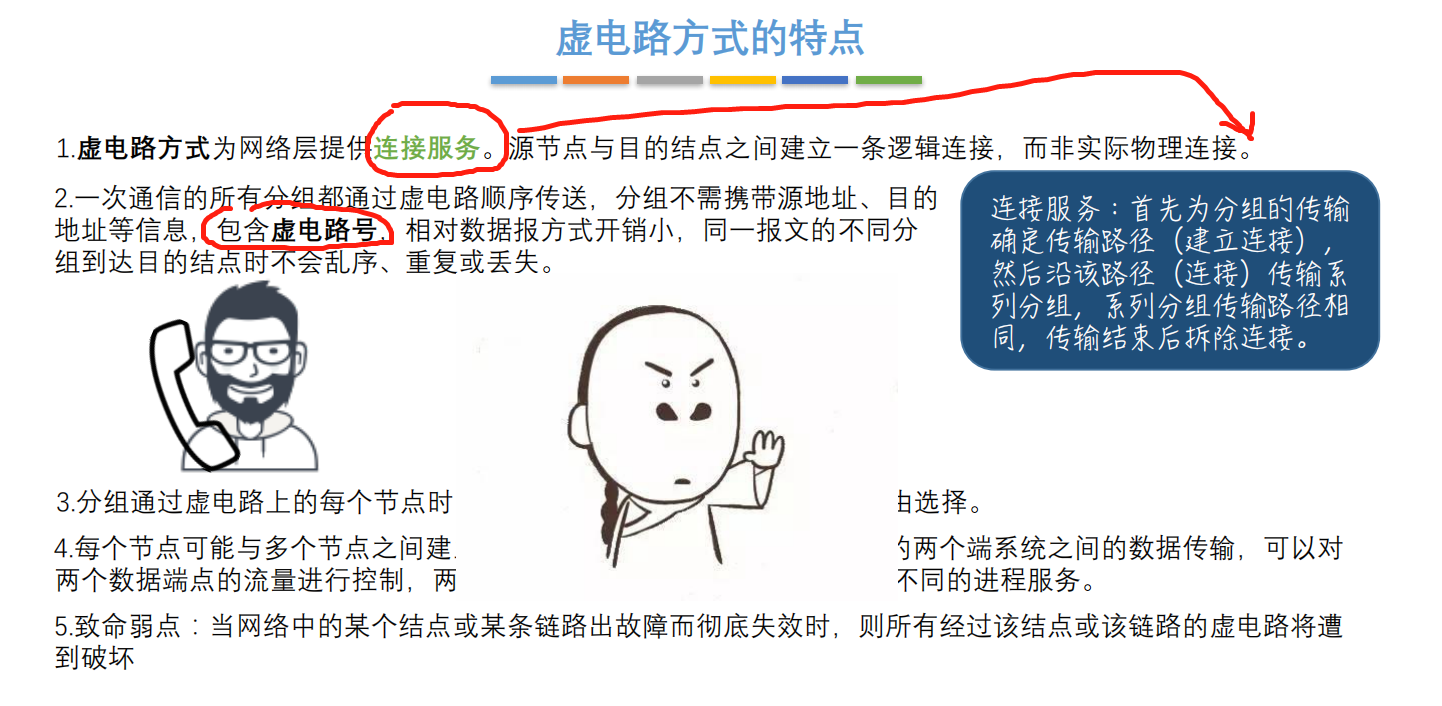 虚电路方式的特点
1.虚电路方式为网络层提供连接服务。源节点与目的结点之间建立一条逻辑连接，而非实际物理连接。
2.一次通信的所有分组都通过虚电路顺序传送，分组不需携带源地址、目的
地址等信息，包含虚电路号，相对数据报方式开销小，同一报文的不同分
组到达目的结点时不会乱序、重复或丢失。
连接服务：首先为分组的传输
确定传输路径（建立连接），
然后沿该路径（连接）传输系
列分组，系列分组传输路径相
同，传输结束后拆除连接。
3.分组通过虚电路上的每个节点时
由选择。
4.每个节点可能与多个节点之间建
的两个端系统之间的数据传输，可以对
两个数据端点的流量进行控制，两
不同的进程服务。
5.致命弱点：当网络中的某个结点或某条链路出故障而彻底失效时，则所有经过该结点或该链路的虚电路将遭
到破坏